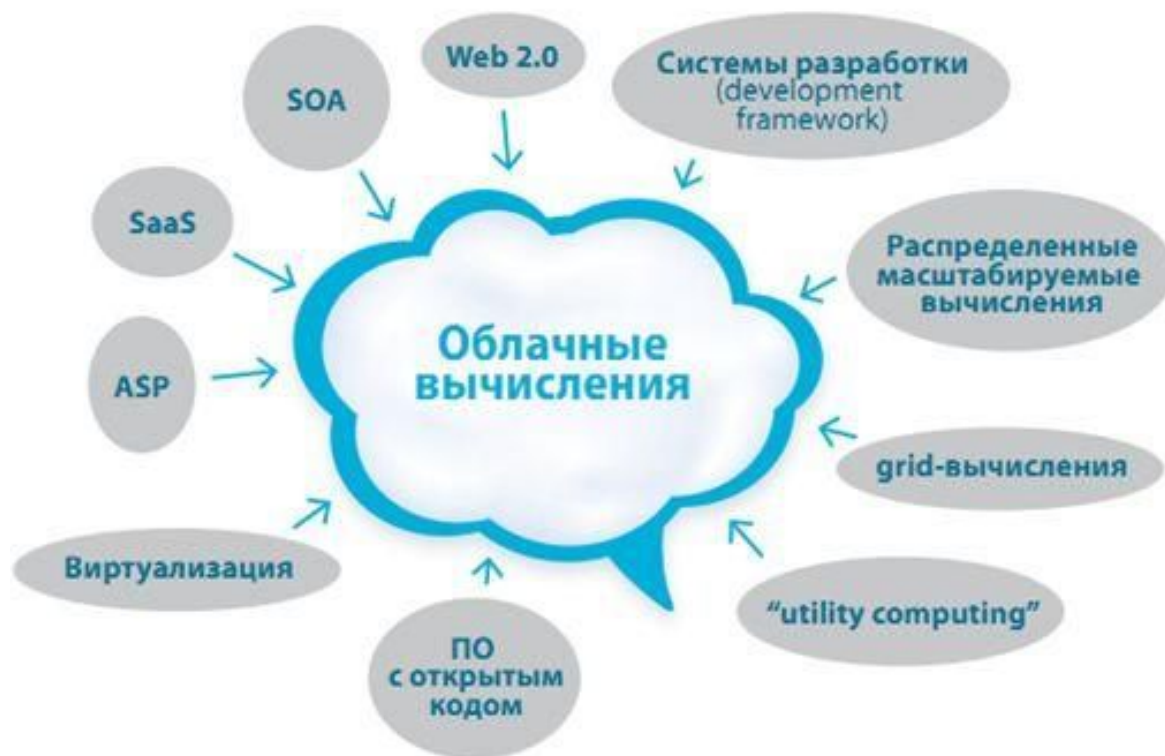 Web 2.0
Системы разработки
(development
framework)
SOA
SaaS
Распределенные
масштабируемые
вычисления
Облачные
вычисления
ASP
grid-вычисления
Виртуализация
“utility computing”
ПО
с открытым
кодом